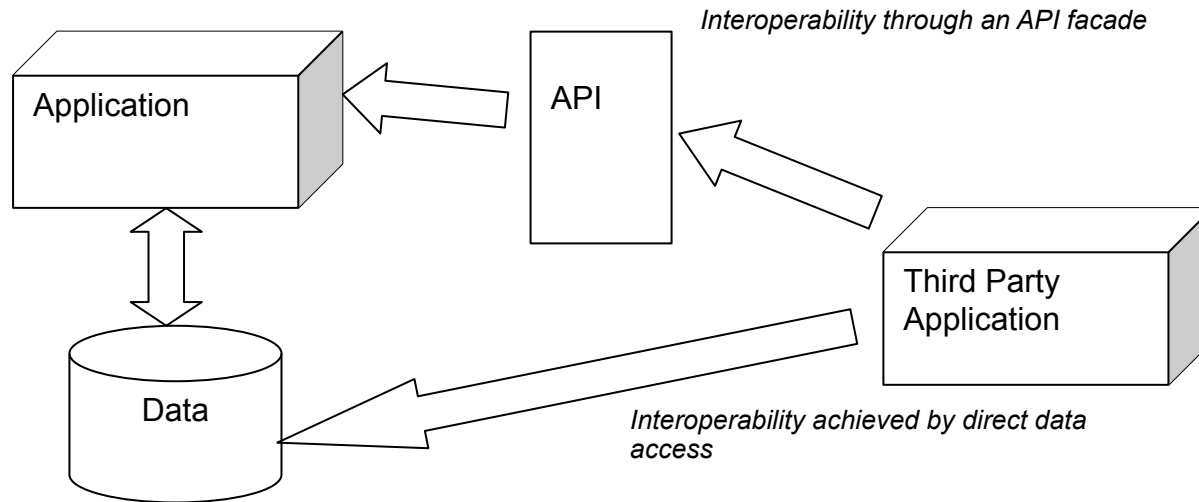 Interoperability through an API facade
Application
API
Third Party
Application
Data
Interoperability achieved by direct data
access